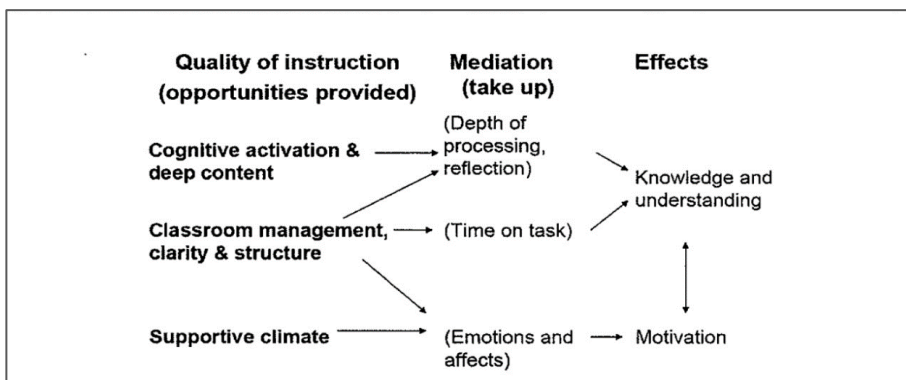 Quality of instruction
(opportunities provided)
Mediation
(take up)
Effects
Cognitive activation &
deep content
(Depth of
processing,
reflection)
Knowledge and
understanding
Classroom management,
clarity & structure
(Time on task)
Supportive climate
(Emotions and
affects)
Motivation